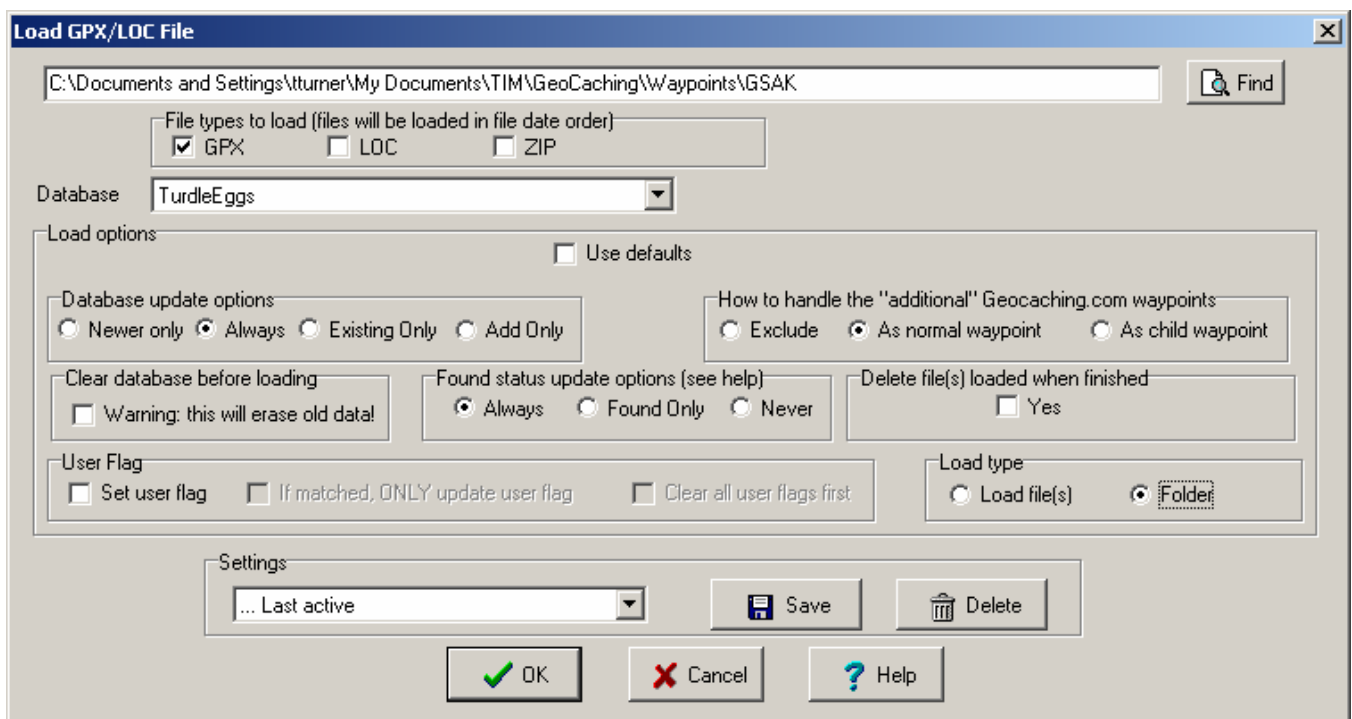 Load GPX/LOC File
C:\Documents and Settings\tturner\My Documents\TIM\GeoCaching\Waypoints\GSAK
Find
File types to load (files will be loaded in file date order)
GPX LOC ZIP
Database TurdleEggs
Load options
Use defaults
Database update options
Newer only Always Existing Only Add Only
How to handle the "additional" Geocaching.com waypoints
Exclude As normal waypoint As child waypoint
Clear database before loading
Warning: this will erase old data!
Found status update options (see help)
Always Found Only Never
Delete file(s) loaded when finished
Yes
User Flag
Set user flag If matched, ONLY update user flag Clear all user flags first
Load type
Load file(s) Folder
Settings
... Last active Save Delete
OK Cancel Help